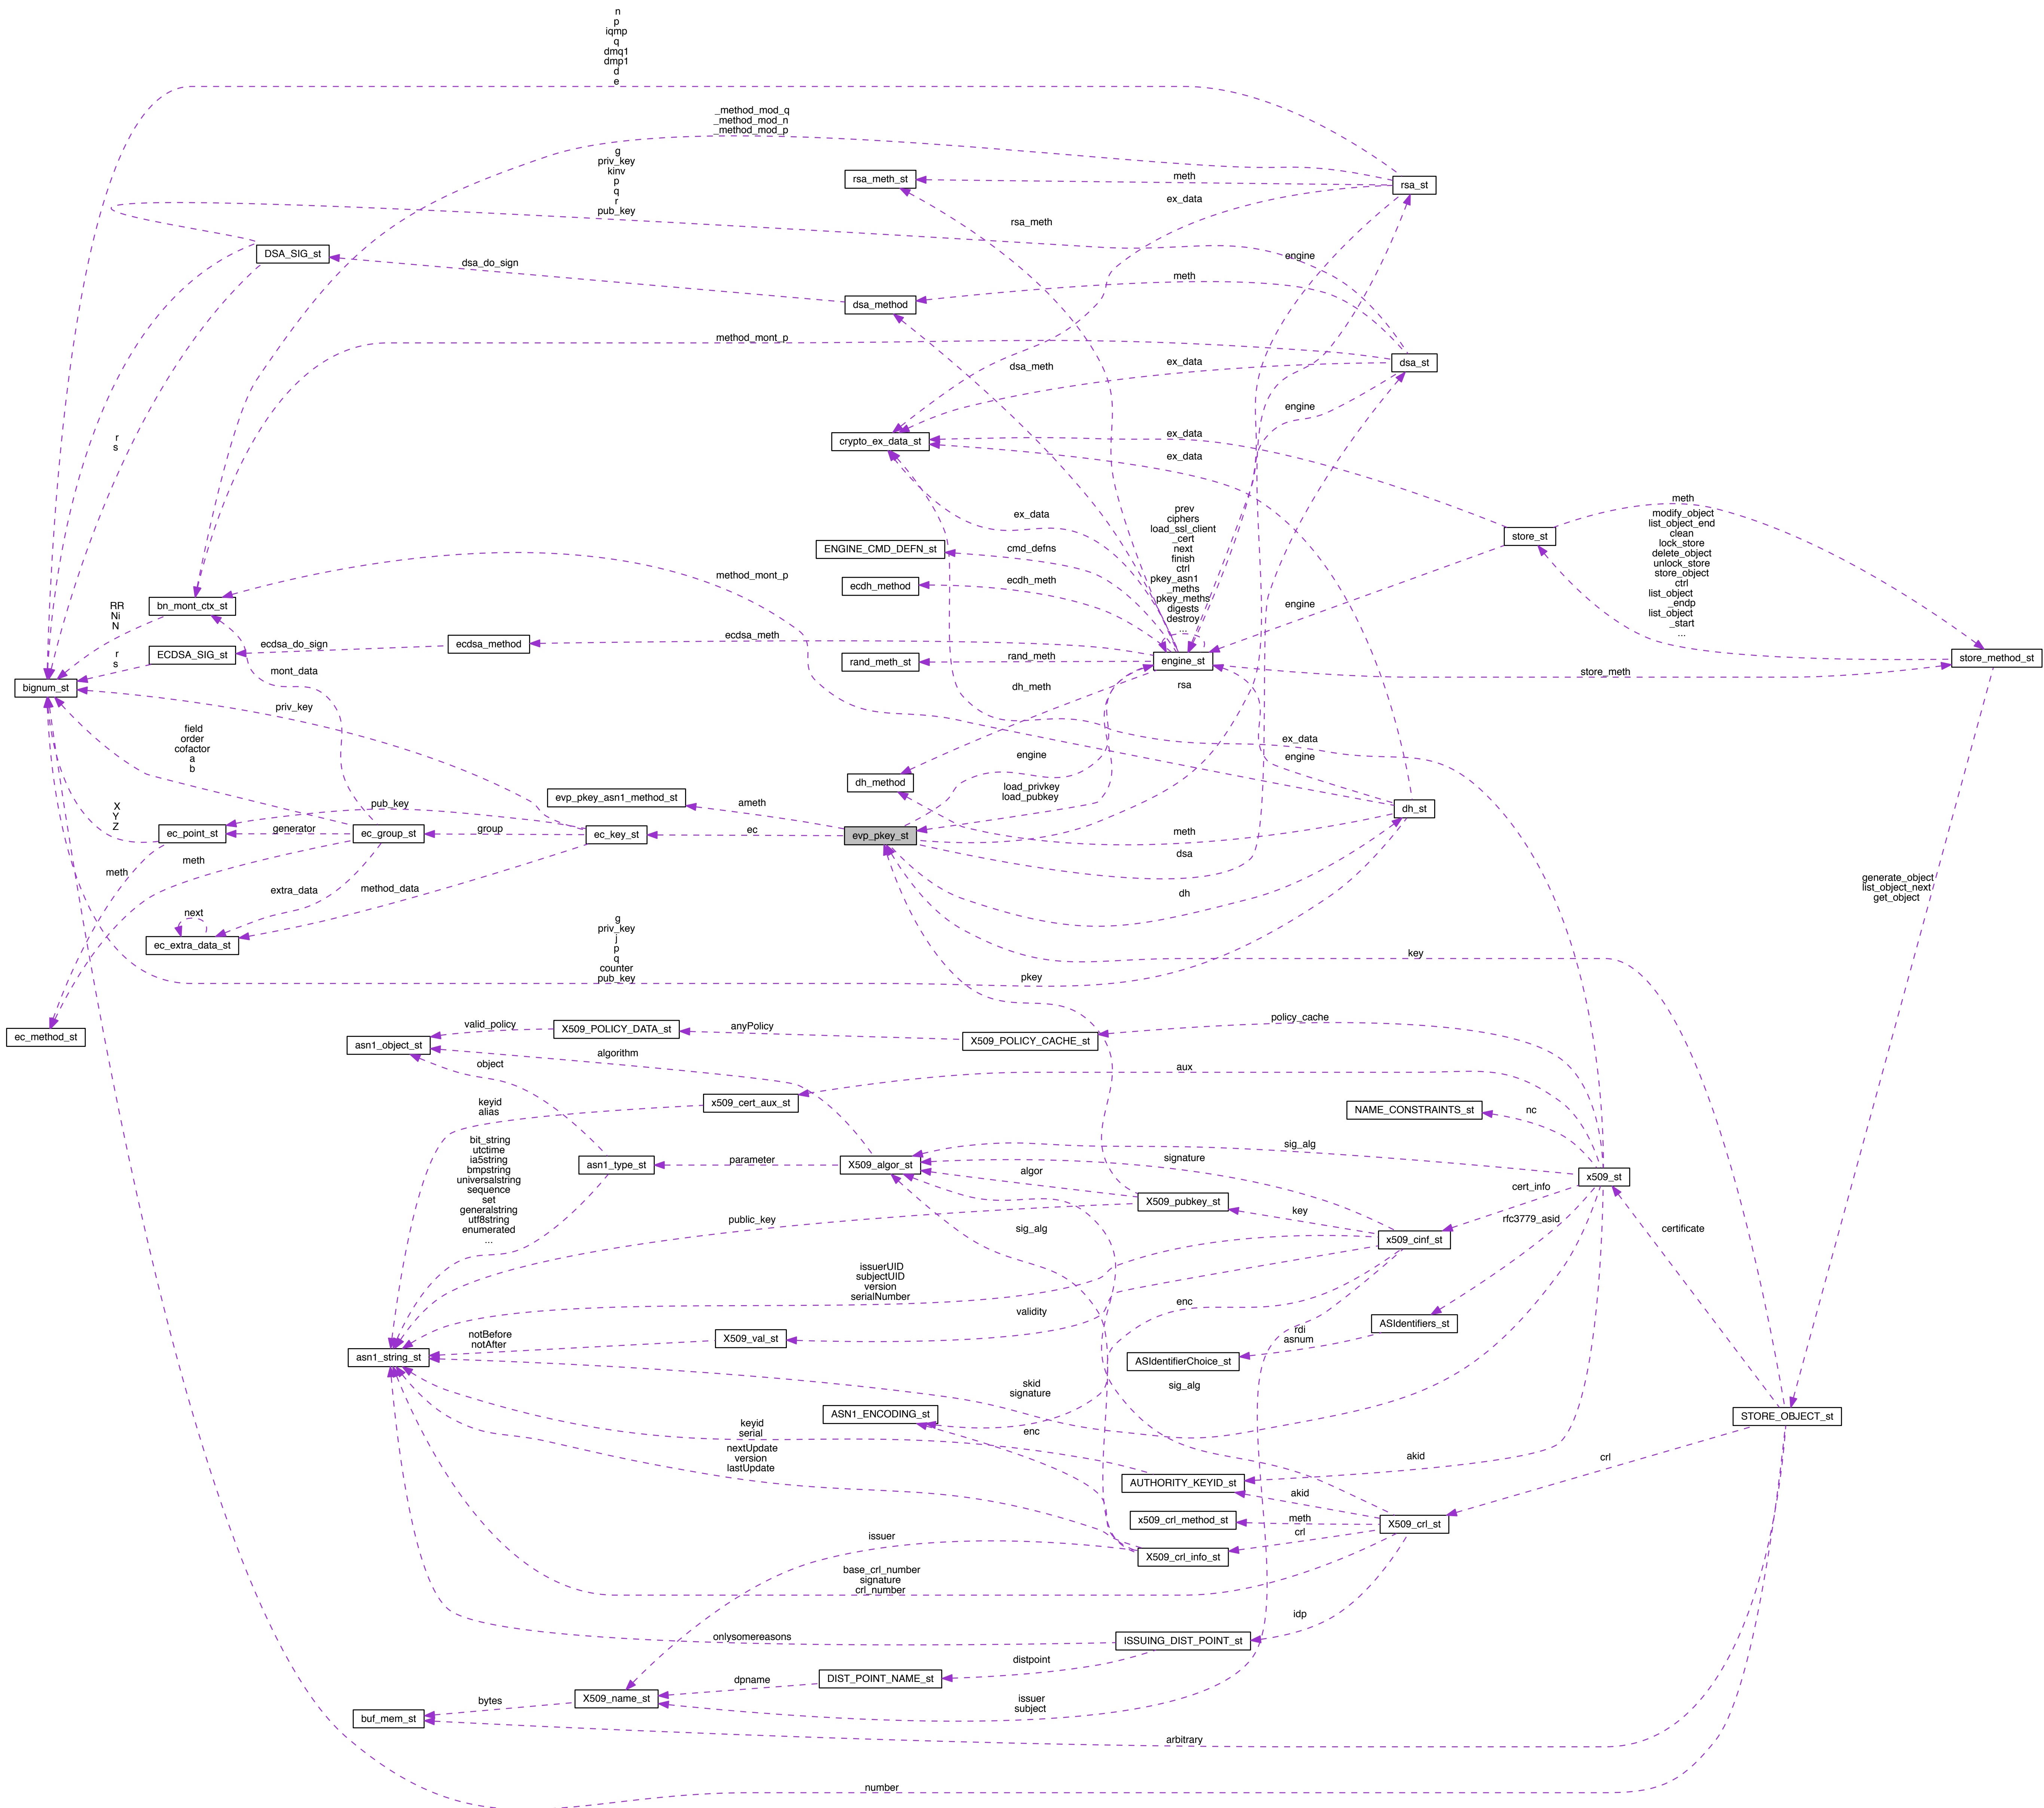 n
p
iqmp
q
dmq1
dmp1
d
e
_method_mod_q
_method_mod_n
_method_mod_p
g
priv_key
kinv
p
q
r
pub_key
rsa_meth_st
meth
rsa_st
ex_data
rsa_meth
DSA_SIG_st
engine
dsa_do_sign
meth
dsa_method
method_mont_p
dsa_meth
ex_data
dsa_st
engine
r
s
crypto_ex_data_st
ex_data
ex_data
meth
ex_data
prev
ciphers
load_ssl_client
_cert
next
finish
ctrl
pkey_asn1
_meths
pkey_meths
digests
destroy
...
modify_object
list_object_end
clean
lock_store
delete_object
unlock_store
store_object
ctrl
list_object
_endp
list_object
_start
...
store_st
ENGINE_CMD_DEFN_st
cmd_defns
method_mont_p
ecdh_method
ecdh_meth
RR
Ni
N
bn_mont_ctx_st
engine
ecdsa_do_sign
ecdsa_method
ecdsa_meth
r
s
ECDSA_SIG_st
rand_meth_st
rand_meth
engine_st
store_method_st
mont_data
store_meth
bignum_st
dh_meth
rsa
priv_key
field
order
cofactor
a
b
ex_data
engine
engine
dh_method
load_privkey
load_pubkey
evp_pkey_asn1_method_st
ameth
X
Y
Z
pub_key
dh_st
ec_point_st
generator
ec_group_st
group
ec_key_st
ec
evp_pkey_st
meth
dsa
meth
extra_data
method_data
dh
generate_object
list_object_next
get_object
next
ec_extra_data_st
g
priv_key
j
p
q
counter
pub_key
key
pkey
ec_method_st
valid_policy
X509_POLICY_DATA_st
anyPolicy
X509_POLICY_CACHE_st
policy_cache
asn1_object_st
algorithm
object
aux
keyid
alias
x509_cert_aux_st
NAME_CONSTRAINTS_st
nc
bit_string
utctime
ia5string
bmpstring
universalstring
sequence
set
generalstring
utf8string
enumerated
...
sig_alg
asn1_type_st
parameter
X509_algor_st
signature
algor
x509_st
cert_info
X509_pubkey_st
key
public_key
rfc3779_asid
sig_alg
certificate
x509_cinf_st
issuerUID
subjectUID
version
serialNumber
enc
validity
notBefore
notAfter
X509_val_st
rdi
asnum
ASIdentifiers_st
asn1_string_st
ASIdentifierChoice_st
skid
signature
sig_alg
ASN1_ENCODING_st
STORE_OBJECT_st
keyid
serial
enc
nextUpdate
version
lastUpdate
akid
crl
AUTHORITY_KEYID_st
akid
x509_crl_method_st
meth
X509_crl_st
crl
issuer
X509_crl_info_st
base_crl_number
signature
crl_number
idp
onlysomereasons
ISSUING_DIST_POINT_st
distpoint
dpname
DIST_POINT_NAME_st
bytes
X509_name_st
issuer
subject
buf_mem_st
arbitrary
number